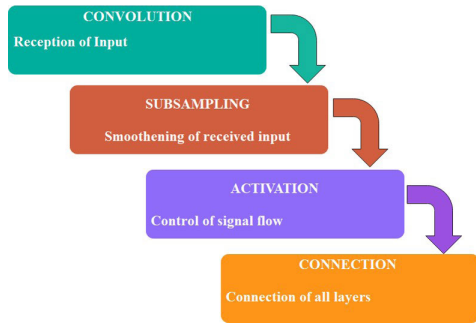 CONVOLUTION
Reception of Input
SUBSAMPLING
Smoothening of received input
ACTIVATION
Control of signal flow
CONNECTION
Connection of all layers